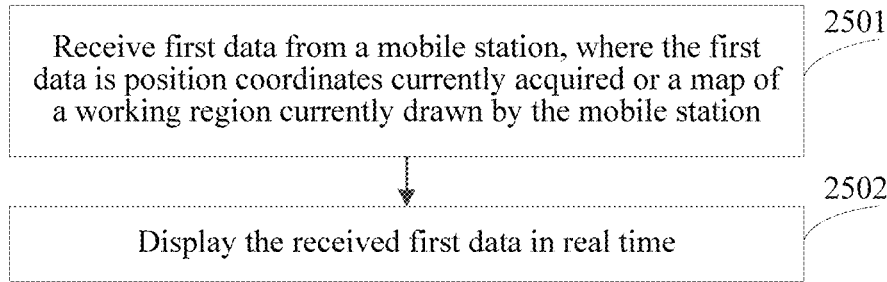 2501
Receive first data from a mobile station, where the first
data is position coordinates currently acquired or a map of
a working region currently drawn by the mobile station
2502
Display the received first data in real time